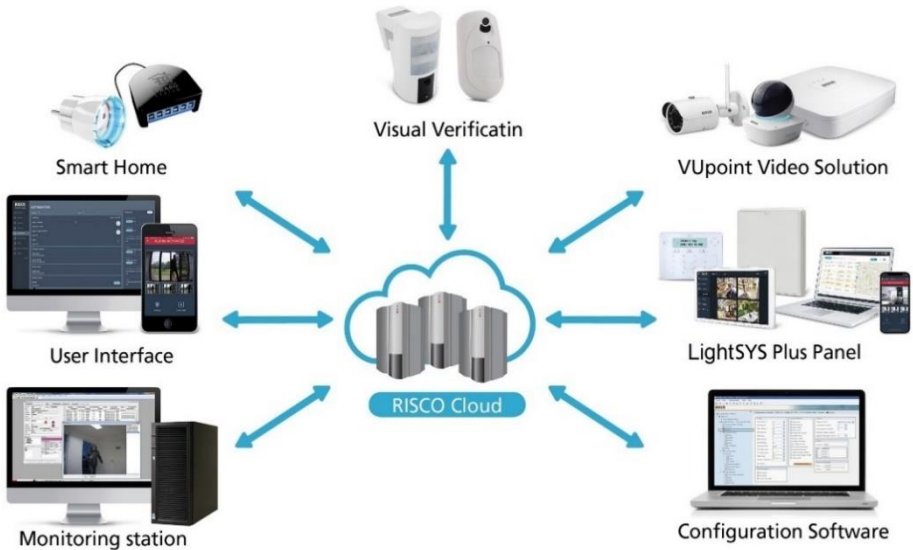 Visual Verificatin
Smart Home
VUpoint Video Solution
User Interface
LightSYS Plus Panel
RISCO Cloud
Monitoring station
Configuration Software